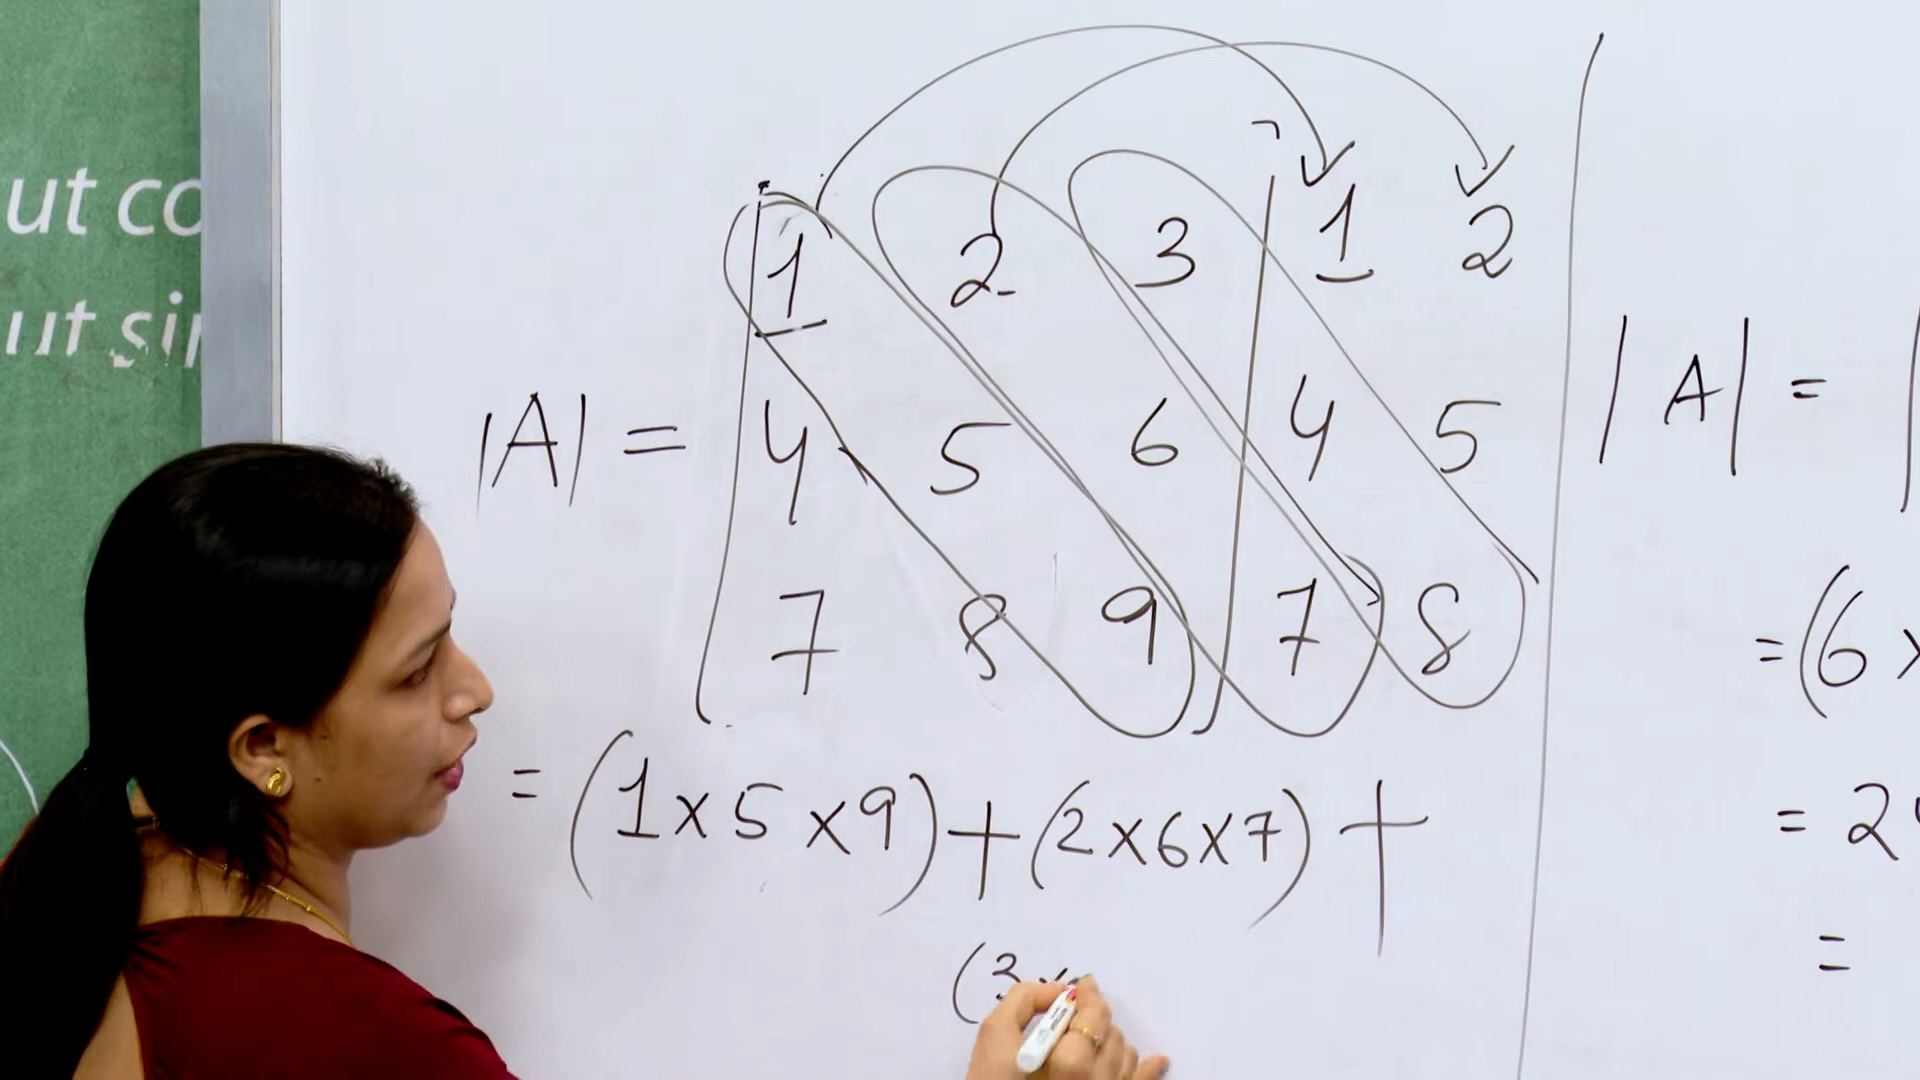 ut co
ut sin
1 2 3 1 2
|A| = 4 5 6 4 5
7 8 9 7 8
= (1×5×9) + (2×6×7) +
(3×
|A| = |
= (6 ×
= 2
=